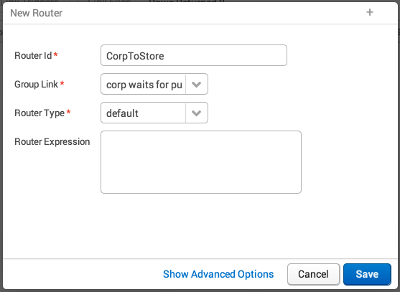 New Router +
Router Id * CorpToStore
Group Link * corp waits for pu
Router Type * default
Router Expression
Show Advanced Options Cancel Save